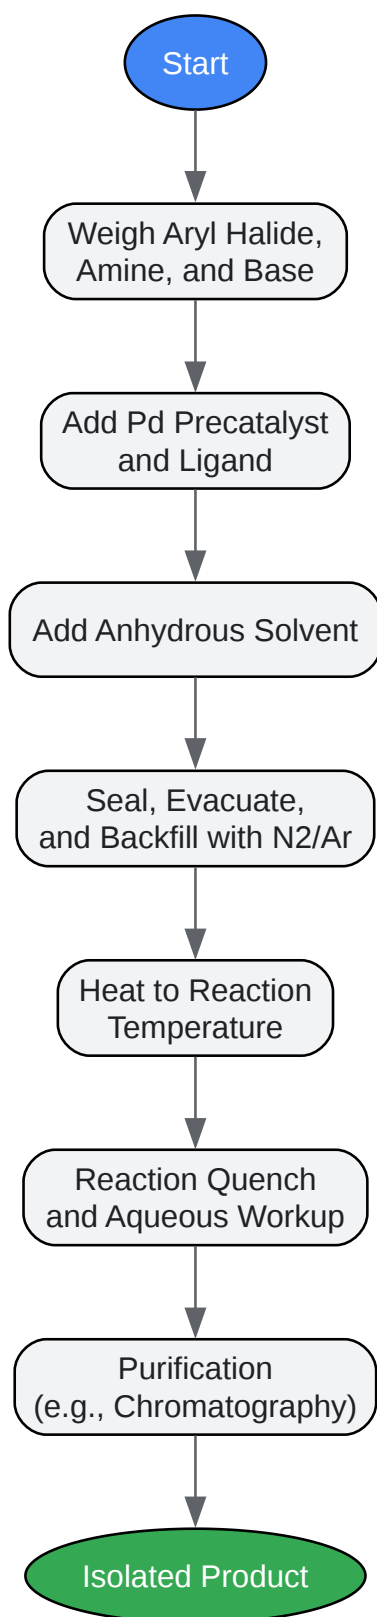 Start
Weigh Aryl Halide,
Amine, and Base
Add Pd Precatalyst
and Ligand
Add Anhydrous Solvent
Seal, Evacuate,
and Backfill with N2/Ar
Heat to Reaction
Temperature
Reaction Quench
and Aqueous Workup
Purification
(e.g., Chromatography)
Isolated Product